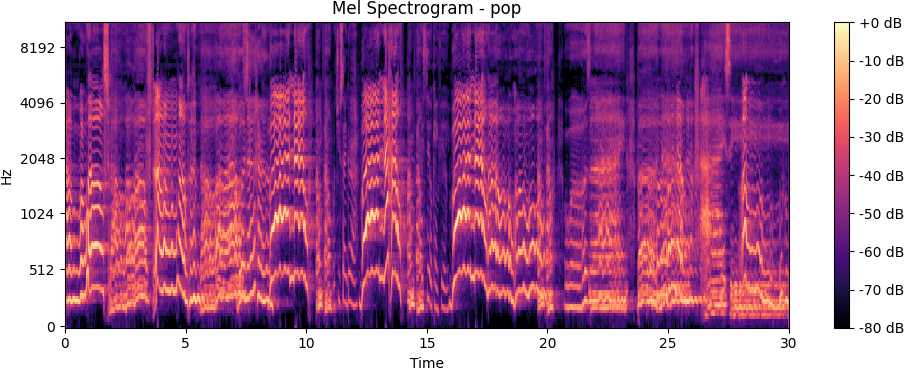 Mel Spectrogram - pop
8192
4096
2048
1024
512
0
Hz
0 5 10 15 20 25 30
Time
+0 dB
-10 dB
-20 dB
-30 dB
-40 dB
-50 dB
-60 dB
-70 dB
-80 dB